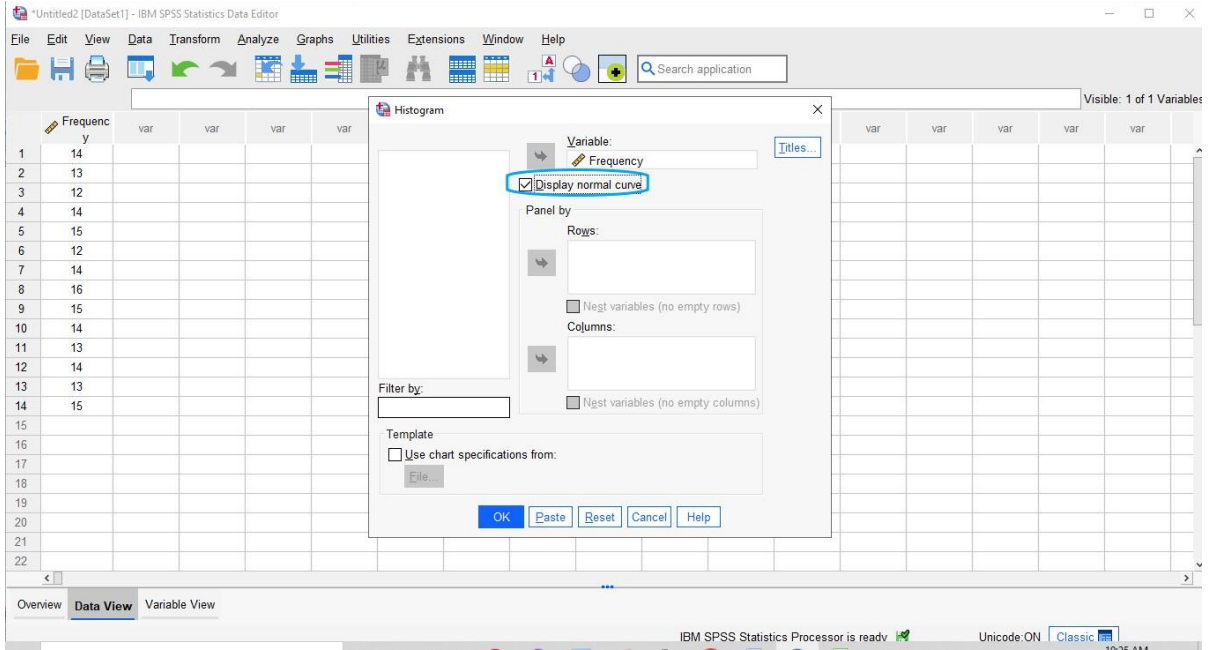 *Untitled2 [DataSet1] - IBM SPSS Statistics Data Editor
File Edit View Data Transform Analyze Graphs Utilities Extensions Window Help
Search application
Visible: 1 of 1 Variables
Frequency var var var var var var var var var
1 14
2 13
3 12
4 14
5 15
6 12
7 14
8 16
9 15
10 14
11 13
12 14
13 13
14 15
15
16
17
18
19
20
21
22
Histogram
Variable:
Frequency
Titles...
Display normal curve
Panel by
Rows:
Nest variables (no empty rows)
Columns:
Nest variables (no empty columns)
Filter by:
Template
Use chart specifications from:
File...
OK Paste Reset Cancel Help
Overview Data View Variable View
IBM SPSS Statistics Processor is ready Unicode:ON Classic
10:25 AM